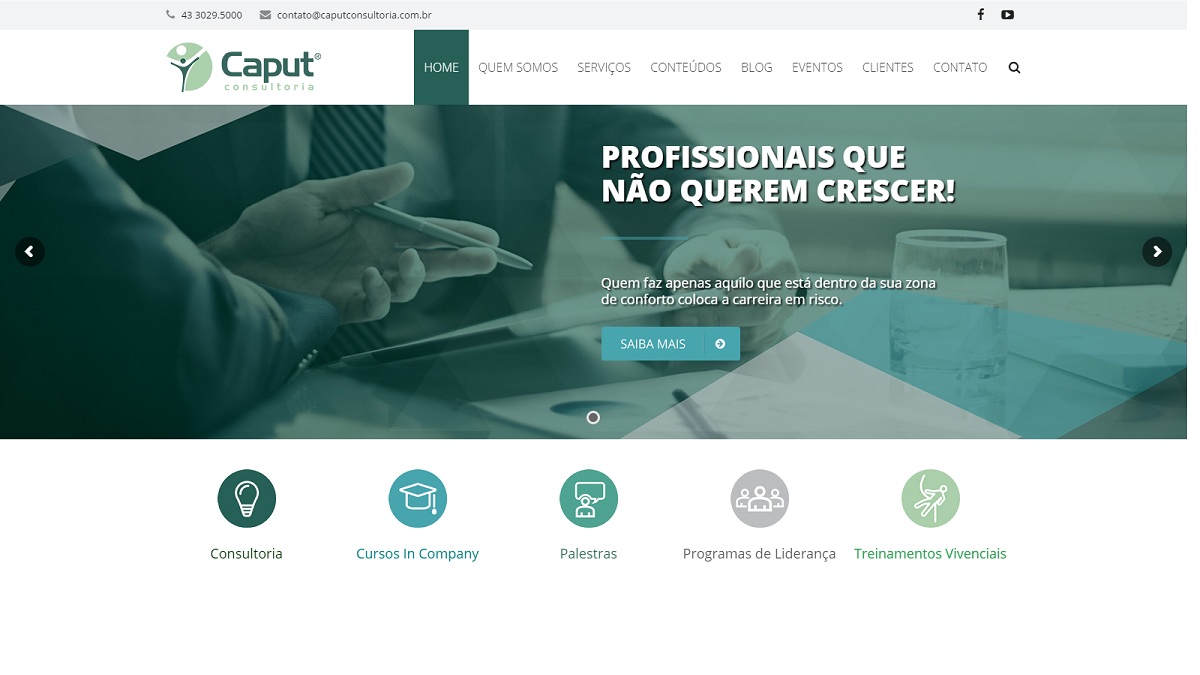 43 3029.5000 contato@caputconsultoria.com.br
Caput®
consultoria
HOME QUEM SOMOS SERVIÇOS CONTEÚDOS BLOG EVENTOS CLIENTES CONTATO
PROFISSIONAIS QUE
NÃO QUEREM CRESCER!
Quem faz apenas aquilo que está dentro da sua zona
de conforto coloca a carreira em risco.
SAIBA MAIS
Consultoria Cursos In Company Palestras Programas de Liderança Treinamentos Vivenciais